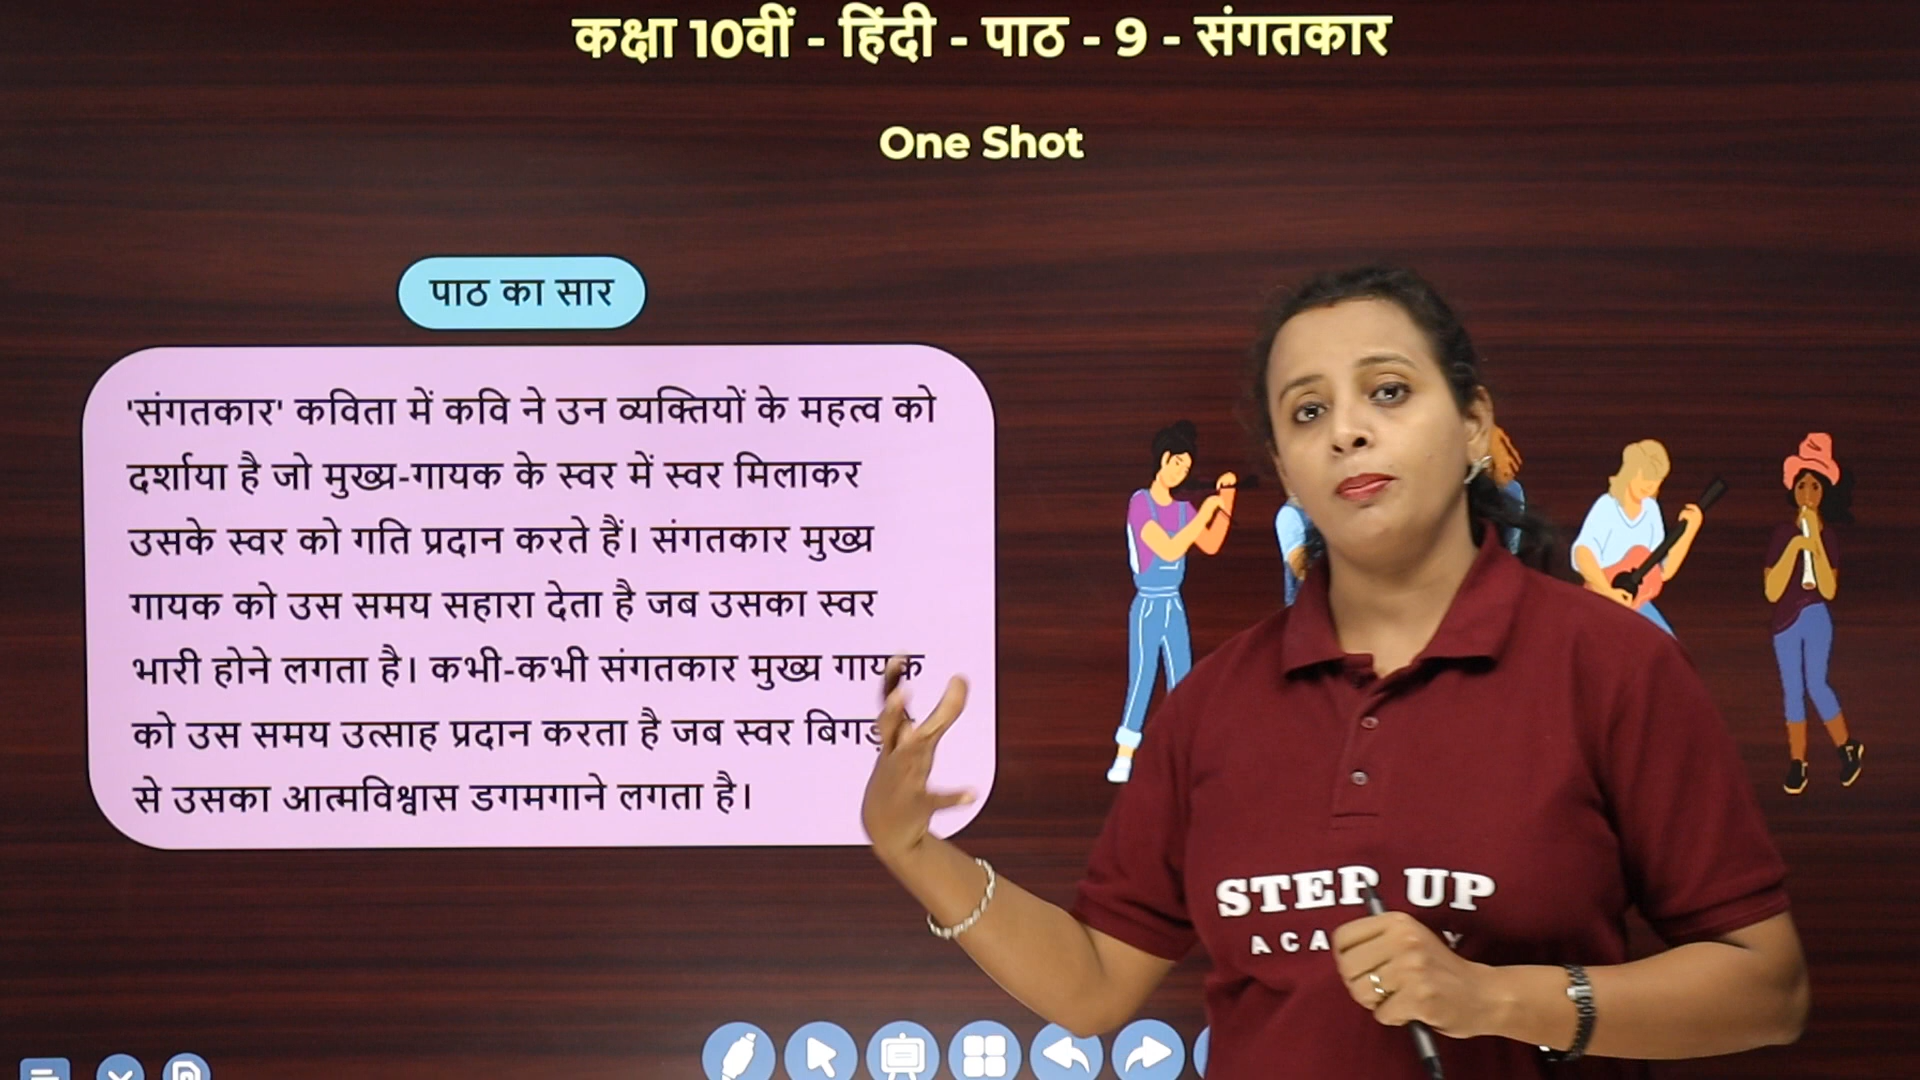 कक्षा 10वीं - हिंदी - पाठ - 9 - संगतकार
One Shot
पाठ का सार
'संगतकार' कविता में कवि ने उन व्यक्तियों के महत्व को
दर्शाया है जो मुख्य-गायक के स्वर में स्वर मिलाकर
उसके स्वर को गति प्रदान करते हैं। संगतकार मुख्य
गायक को उस समय सहारा देता है जब उसका स्वर
भारी होने लगता है। कभी-कभी संगतकार मुख्य गायक
को उस समय उत्साह प्रदान करता है जब स्वर
से उसका आत्मविश्वास डगमगाने लगता है।
STEP UP